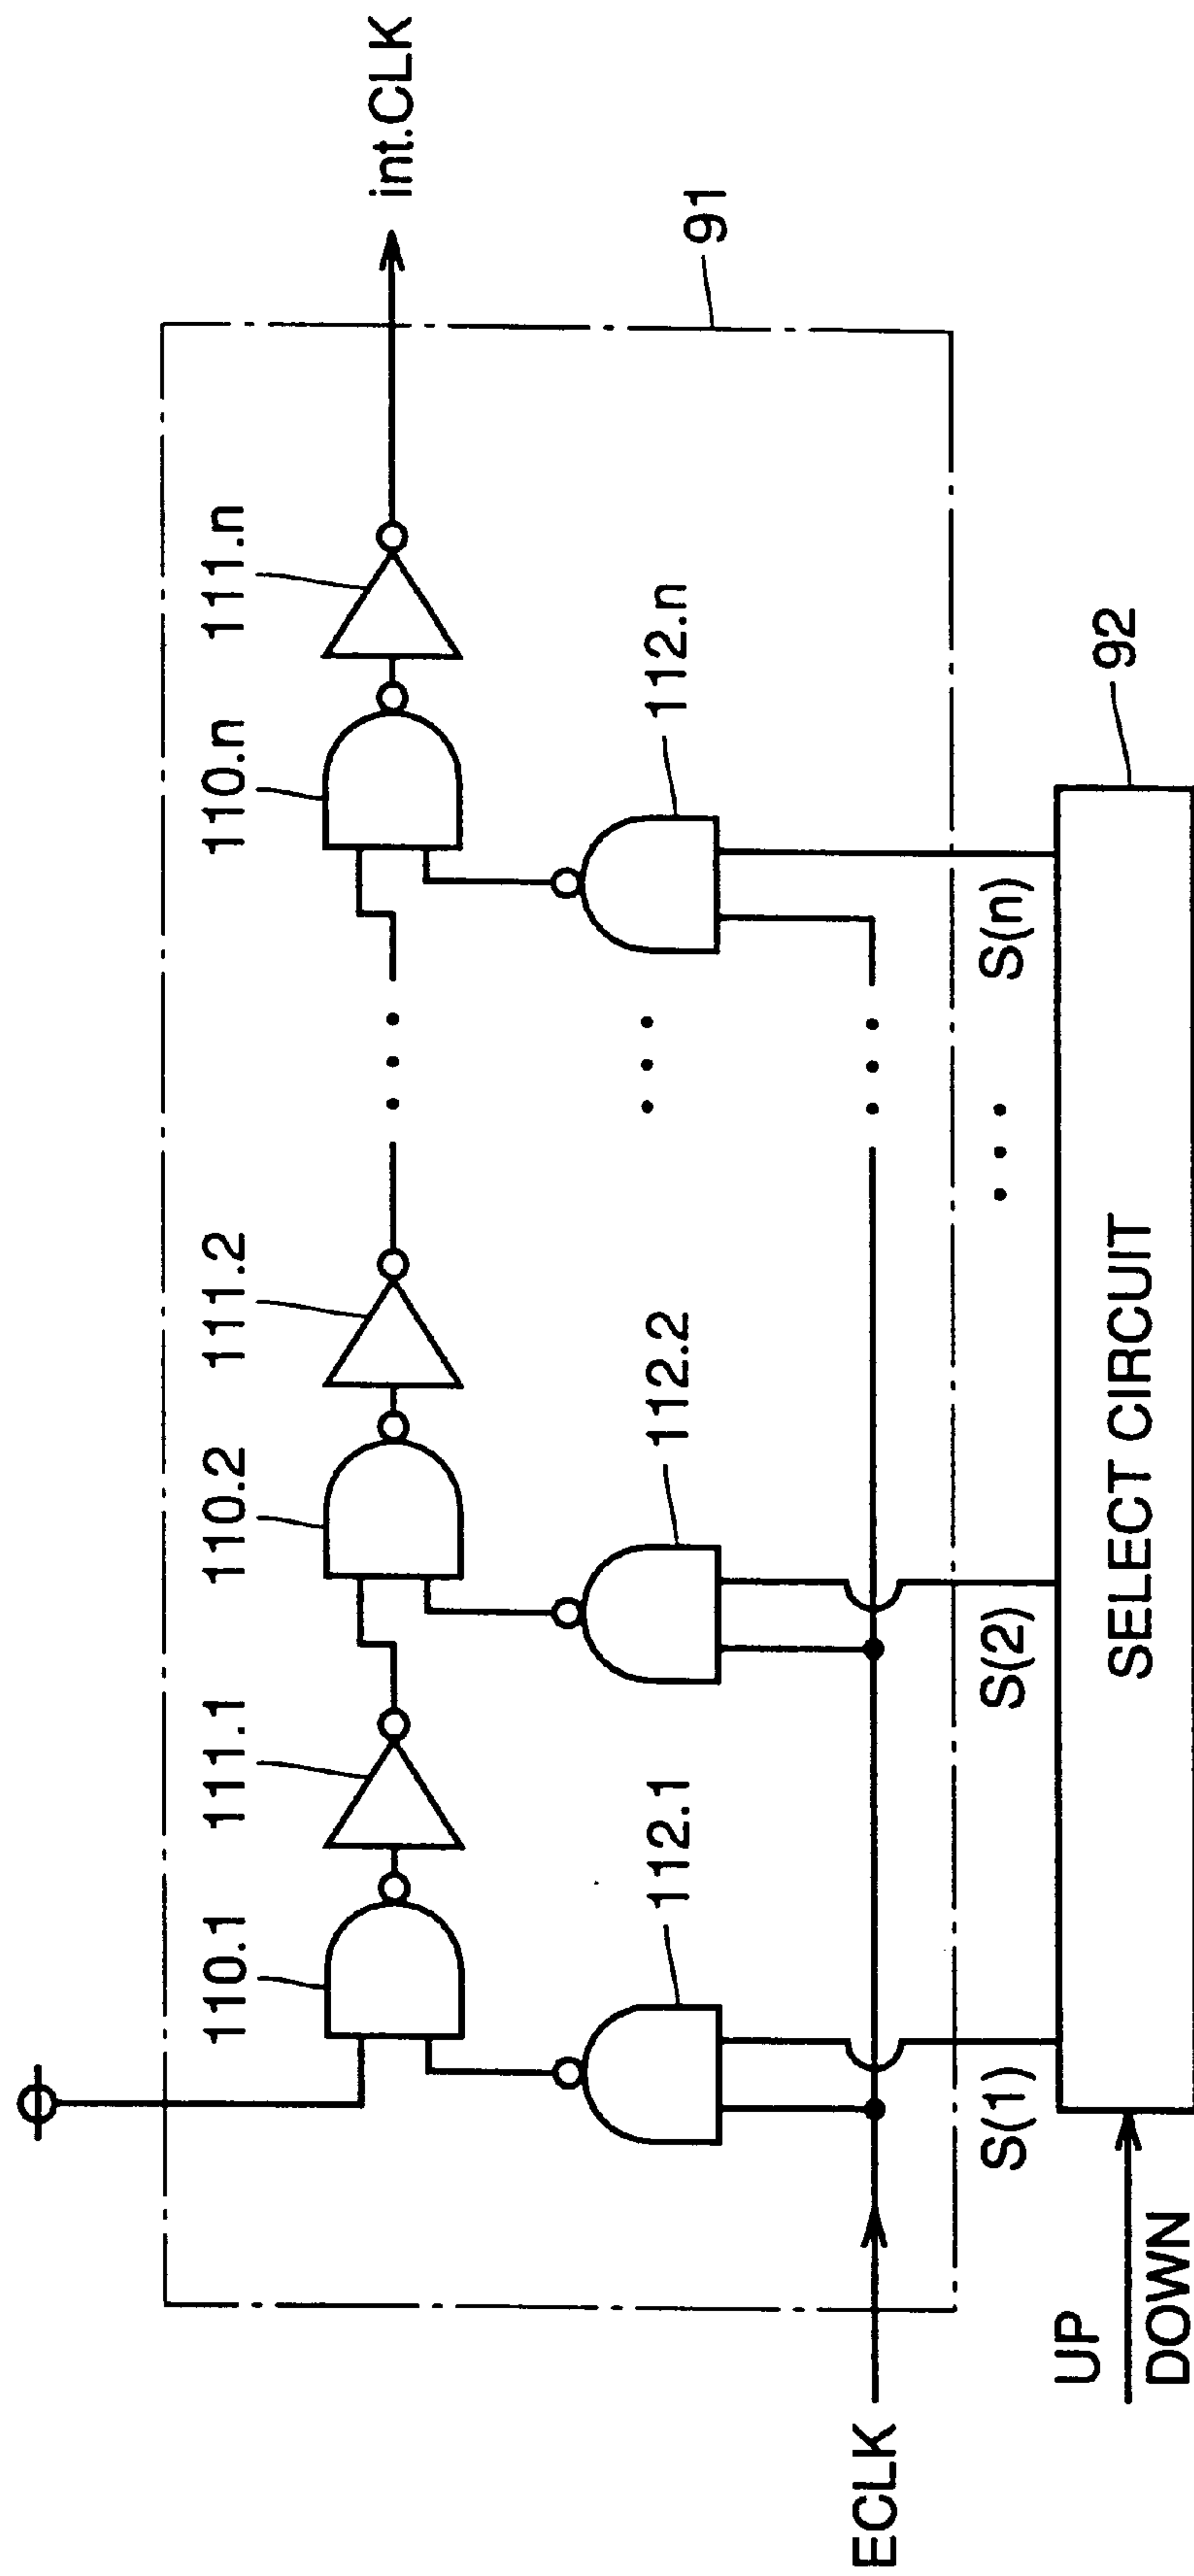 int.CLK
91
110.1
111.1
110.2
111.2
110.n
111.n
112.1
112.2
112.n
ECLK
S(1)
S(2)
S(n)
UP
DOWN
SELECT CIRCUIT
92